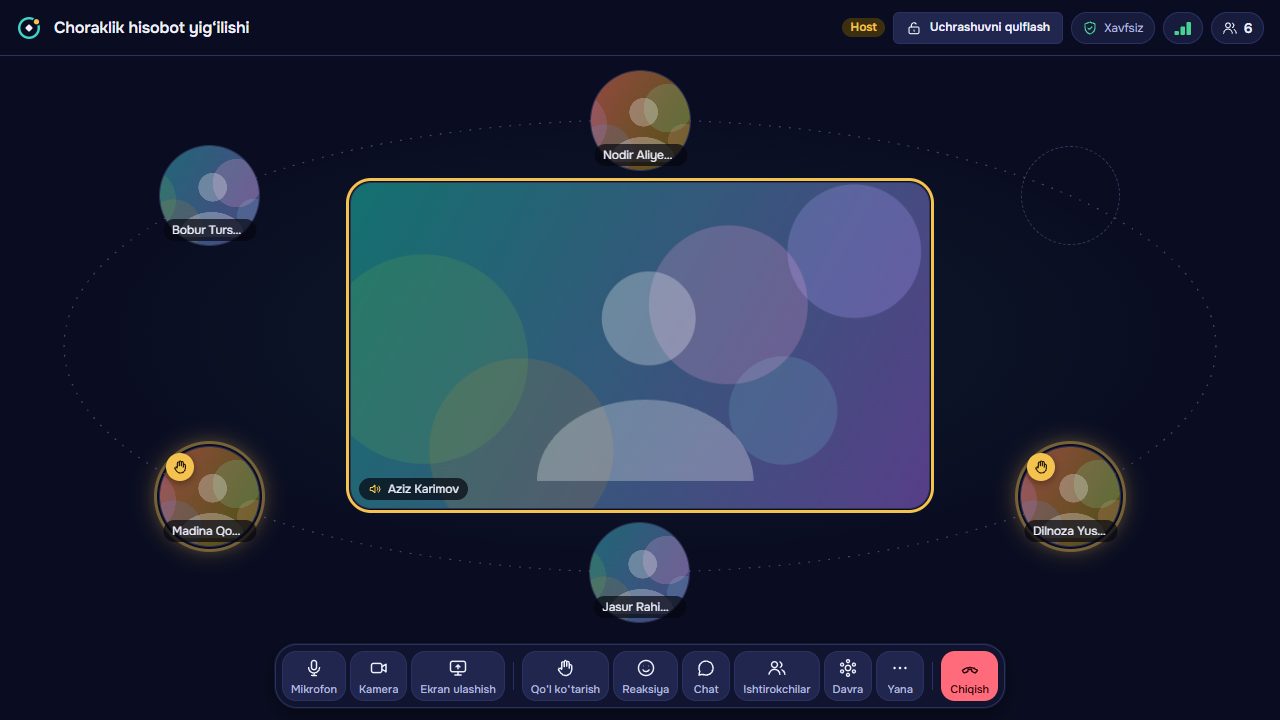 Choraklik hisobot yig‘ilishi
Host
Uchrashuvni qulflash
Xavfsiz
6
Nodir Aliye...
Bobur Turs...
Aziz Karimov
Madina Qo...
Dilnoza Yus...
Jasur Rahi...
Mikrofon
Kamera
Ekran ulashish
Qo‘l ko‘tarish
Reaksiya
Chat
Ishtirokchilar
Davra
Yana
Chiqish